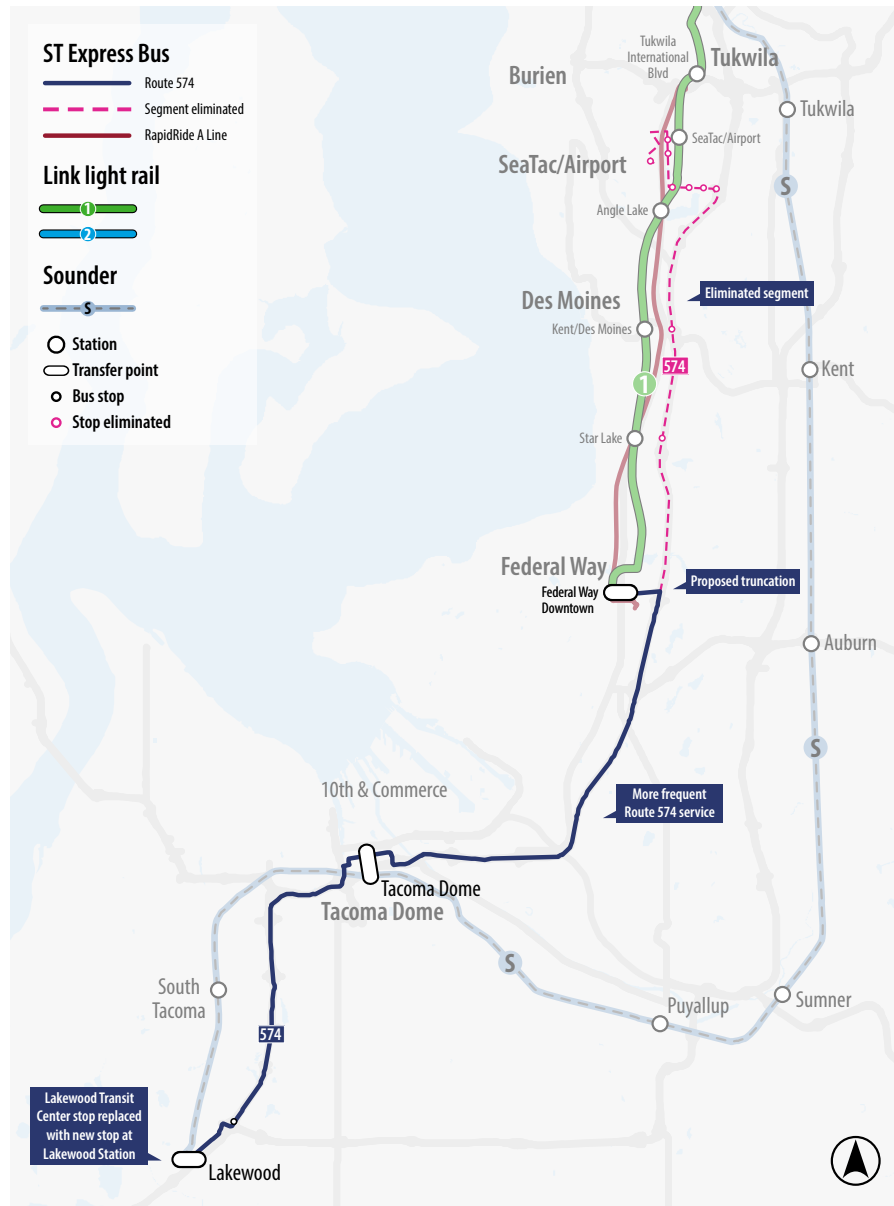 ST Express Bus
Route 574
Segment eliminated
RapidRide A Line
Link light rail
1
2
Sounder
S
Station
Transfer point
Bus stop
Stop eliminated
Tukwila
International
Blvd
Tukwila
Burien
Tukwila
SeaTac/Airport
SeaTac/Airport
S
Angle Lake
Eliminated segment
Des Moines
Kent/Des Moines
574
Kent
1
Star Lake
Federal Way
Federal Way
Downtown
Proposed truncation
Auburn
S
10th & Commerce
More frequent
Route 574 service
Tacoma Dome
Tacoma Dome
S
South
Tacoma
Puyallup
Sumner
574
Lakewood Transit
Center stop replaced
with new stop at
Lakewood Station
Lakewood